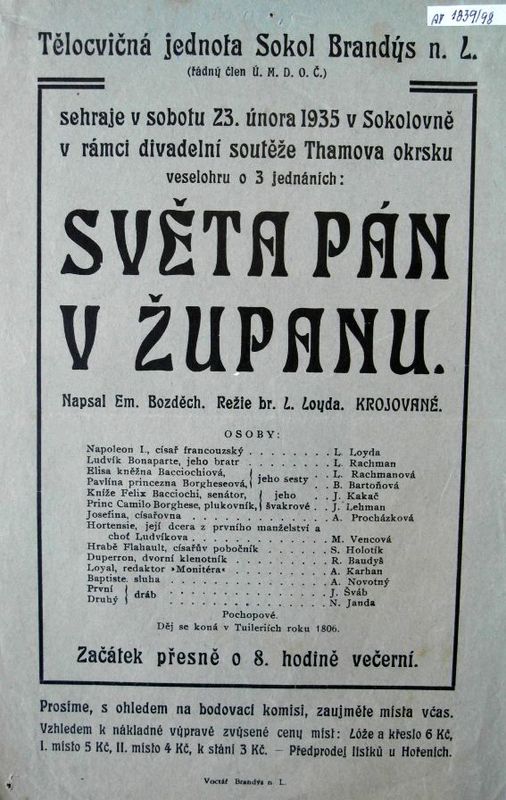 AT 1839/98
Tělocvičná jednota Sokol Brandýs n. L.
(řádný člen Ú. M. D. O. Č.)
sehraje v sobotu 23. února 1935 v Sokolovně
v rámci divadelní soutěže Thamova okrsku
veselohru o 3 jednáních:
SVĚTA PÁN
V ŽUPANU.
Napsal Em. Bozděch. Režie br. L. Loyda. KROJOVANÉ.
OSOBY:
Napoleon I., císař francouzský . . . . . . . . . L. Loyda
Ludvík Bonaparte, jeho bratr . . . . . . . . . L. Rachman
Elisa kněžna Bacciochiová, } jeho sesty . . L. Rachmanová
Pavlína princezna Borgheseová, B. Bartoňová
Kníže Felix Bacciochi, senátor, } jeho . . J. Kakač
Princ Camilo Borghese, plukovník, švakrové . . J. Lehman
Josefina, císařovna . . . . . . . . . . . . A. Procházková
Hortensie, její dcera z prvního manželství a
choť Ludvíkova . . . . . . . . . . . . M. Vencová
Hrabě Flahault, císařův pobočník . . . . . . . . S. Holotík
Duperron, dvorní klenotník . . . . . . . . . . R. Baudyš
Loyal, redaktor »Monitéra« . . . . . . . . . . A. Karhan
Baptiste, sluha . . . . . . . . . . . . . . A. Novotný
První } dráb . . . . . . . . . . . . J. Šváb
Druhý . . . . . . . . . . . . N. Janda
Pochopové.
Děj se koná v Tuileriích roku 1806.
Začátek přesně o 8. hodině večerní.
Prosíme, s ohledem na bodovací komisi, zaujměte místa včas.
Vzhledem k nákladné výpravě zvýsené ceny míst: Lóže a křeslo 6 Kč,
I. místo 5 Kč, II. místo 4 Kč, k stání 3 Kč. – Předprodej lístků u Hořeních.
Voctář Brandýs n. L.